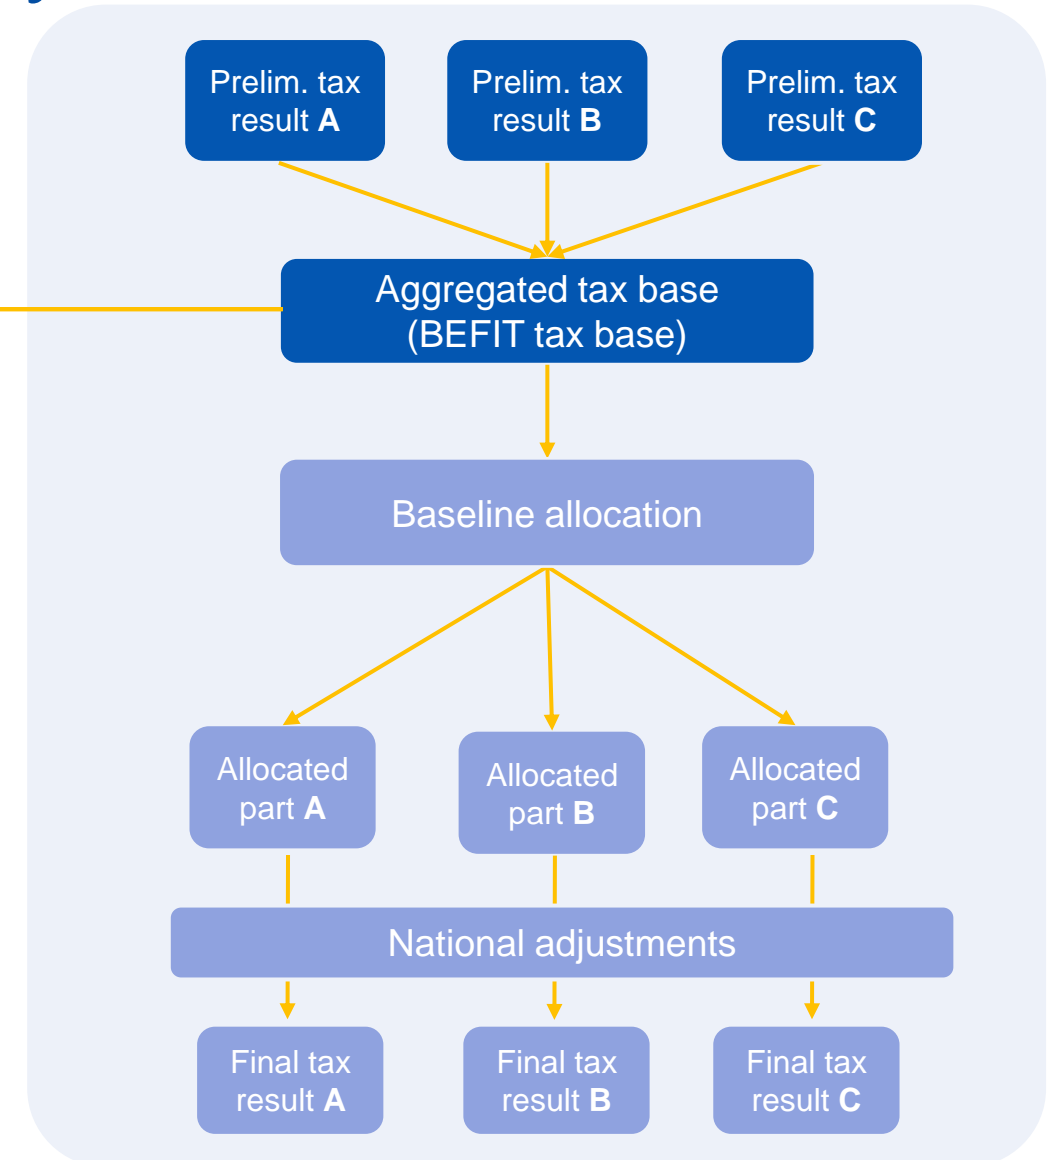 Prelim. tax
result A
Prelim. tax
result B
Prelim. tax
result C
Aggregated tax base
(BEFIT tax base)
Baseline allocation
Allocated
part A
Allocated
part B
Allocated
part C
National adjustments
Final tax
result A
Final tax
result B
Final tax
result C